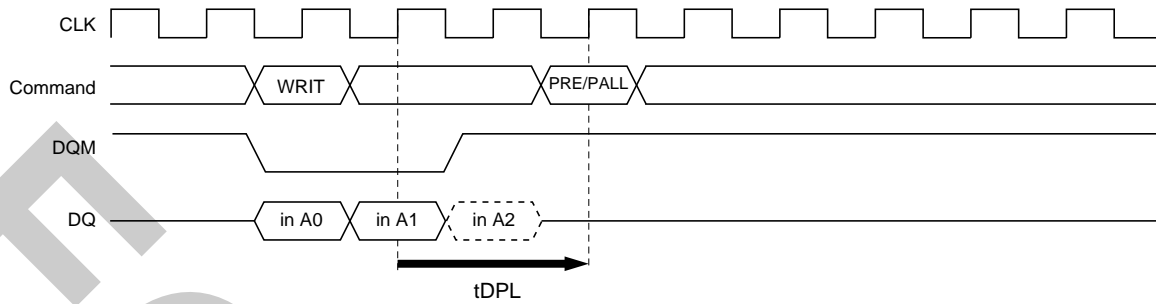 CLK
Command WRIT PRE/PALL
DQM
DQ in A0 in A1 in A2
tDPL